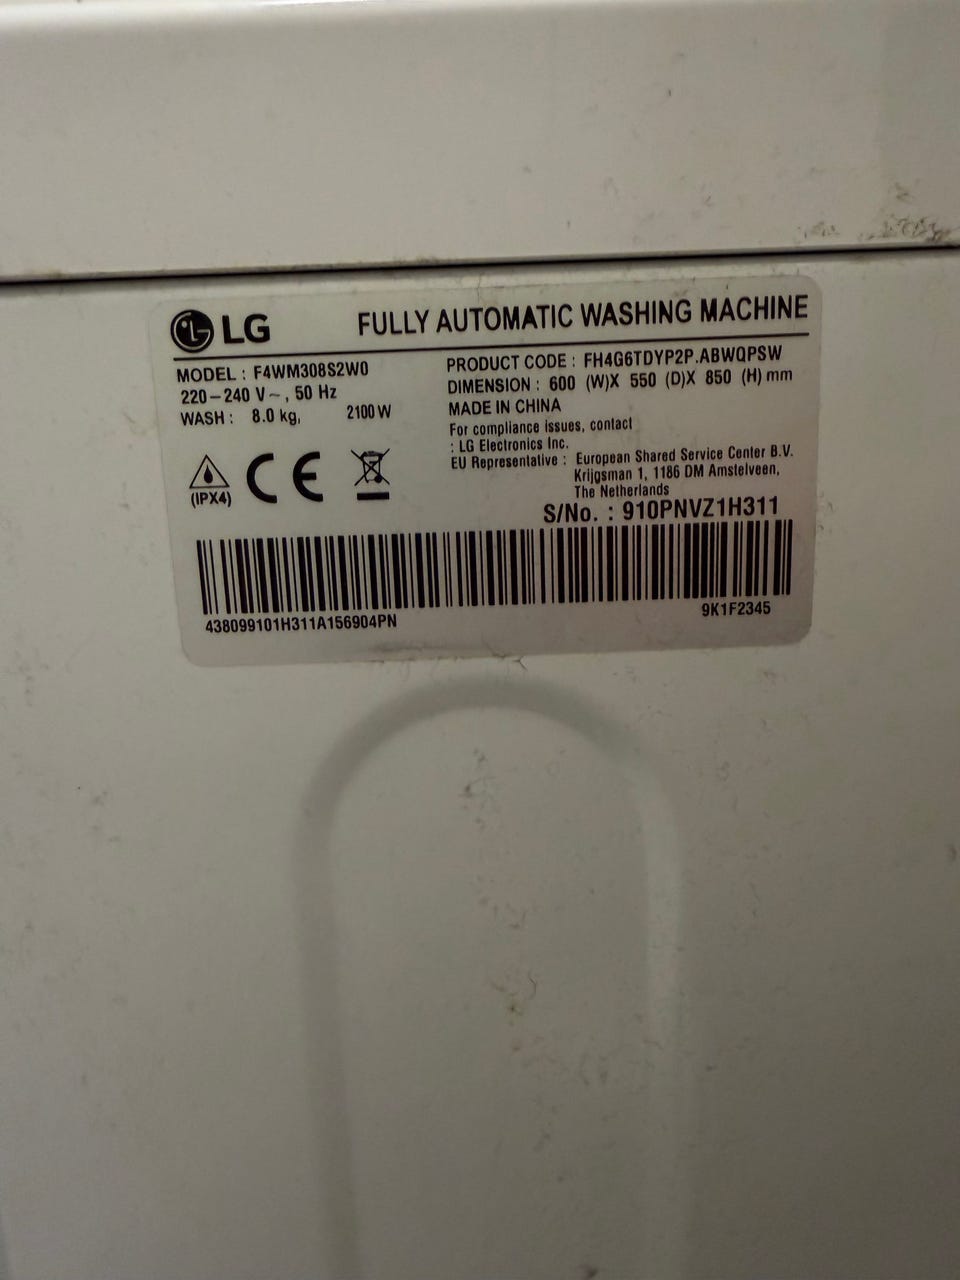 LG FULLY AUTOMATIC WASHING MACHINE
MODEL : F4WM308S2W0
220-240 V~, 50 Hz
WASH : 8.0 kg, 2100 W
PRODUCT CODE : FH4G6TDYP2P.ABWQPSW
DIMENSION : 600 (W)X 550 (D)X 850 (H) mm
MADE IN CHINA
For compliance issues, contact
: LG Electronics Inc.
EU Representative : European Shared Service Center B.V.
Krijgsman 1, 1186 DM Amstelveen,
The Netherlands
(IPX4) CE
S/No. : 910PNVZ1H311
438099101H311A156904PN 9K1F2345